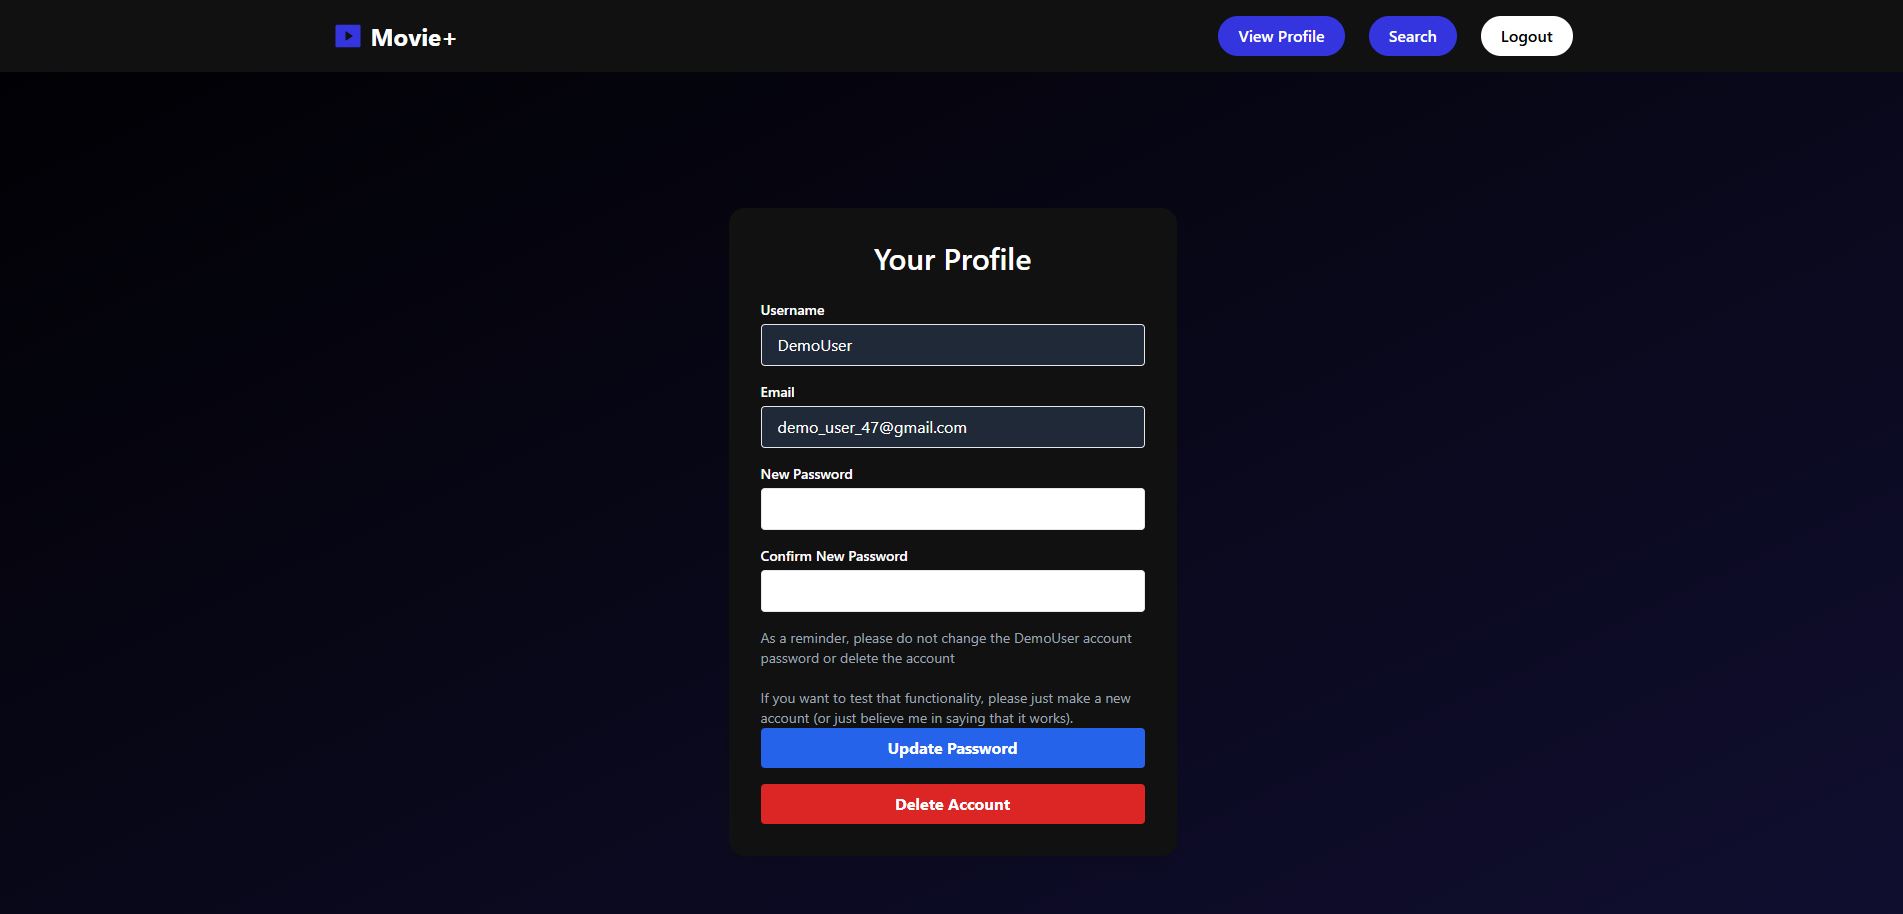 Movie+
View Profile
Search
Logout
Your Profile
Username
DemoUser
Email
demo_user_47@gmail.com
New Password
Confirm New Password
As a reminder, please do not change the DemoUser account
password or delete the account
If you want to test that functionality, please just make a new
account (or just believe me in saying that it works).
Update Password
Delete Account